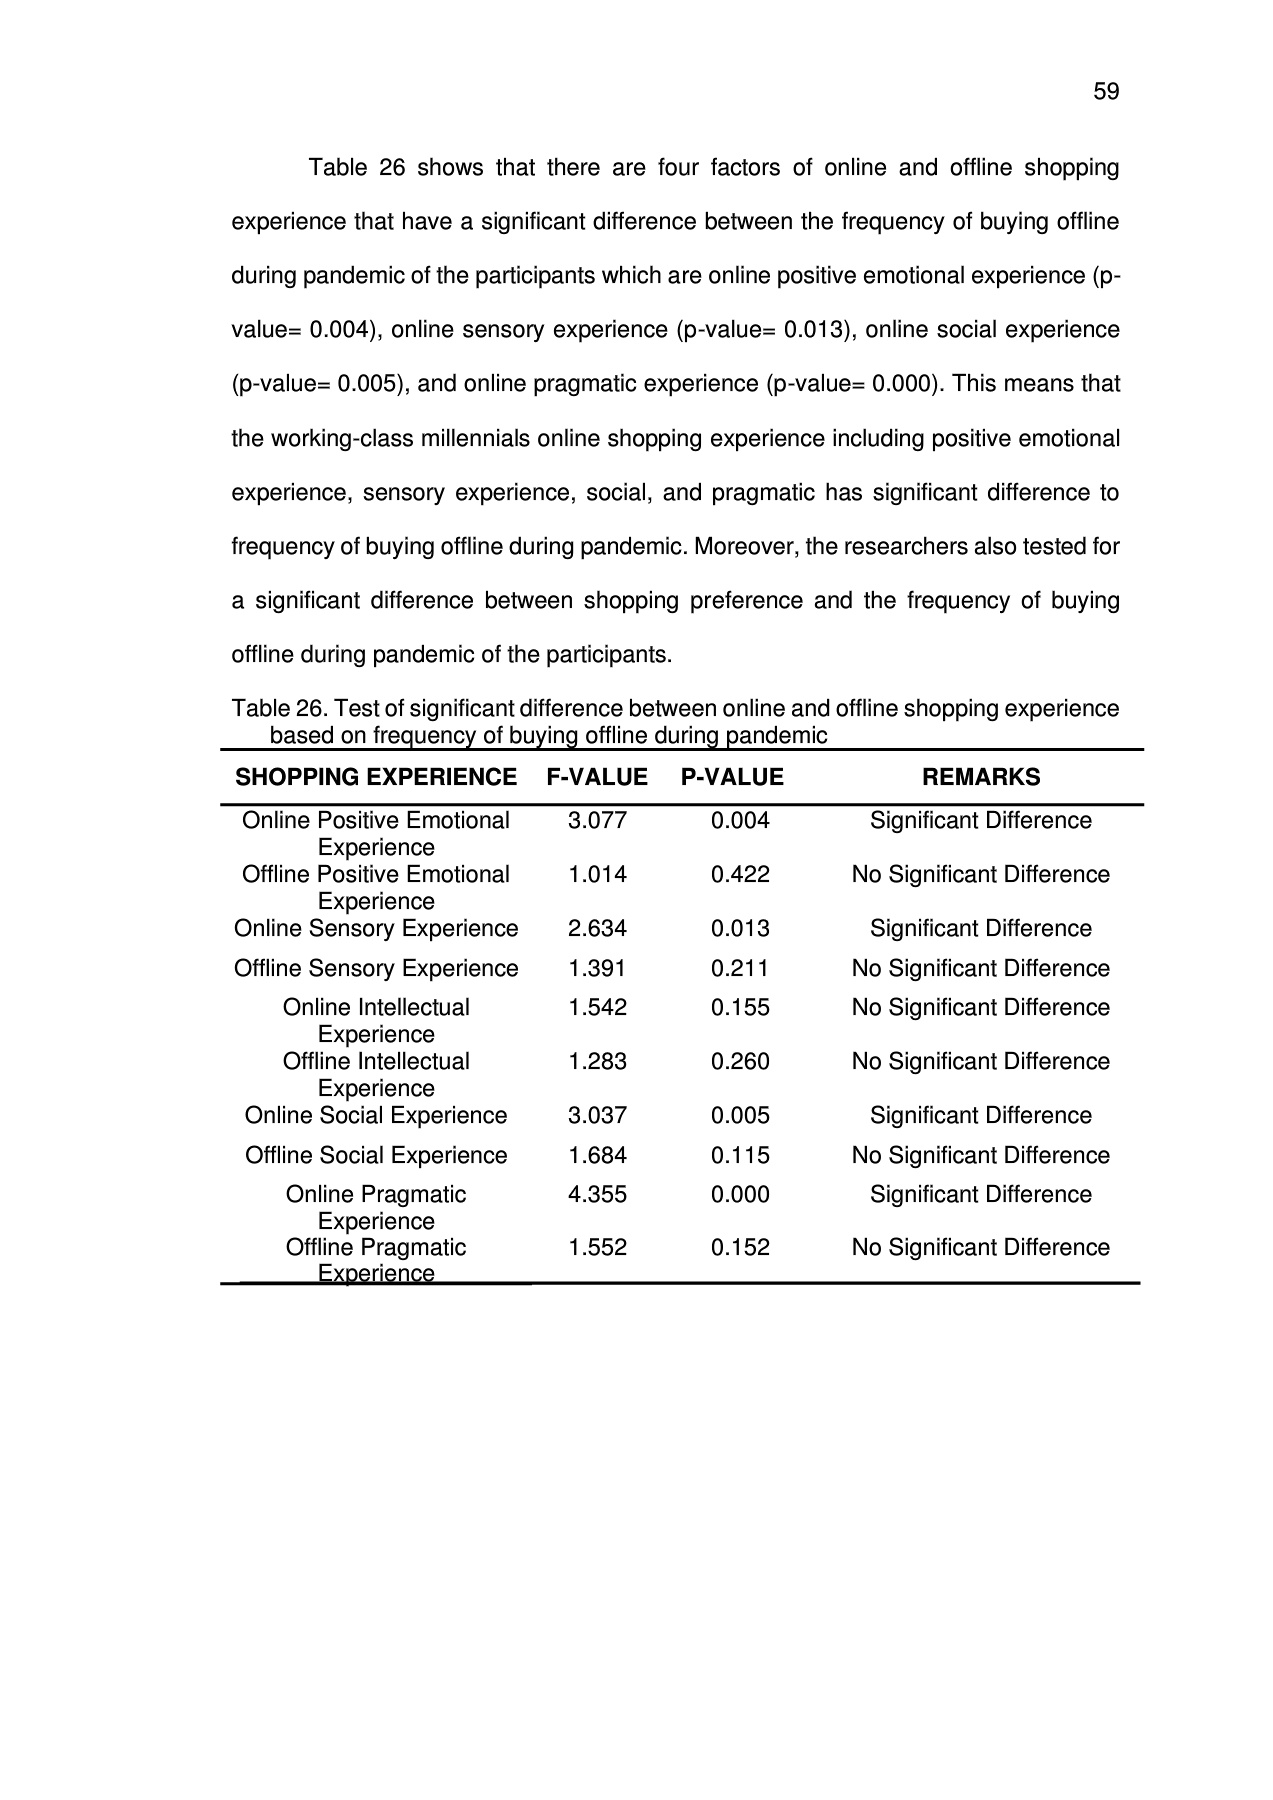 59
Table 26 shows that there are four factors of online and offline shopping
experience that have a significant difference between the frequency of buying offline
during pandemic of the participants which are online positive emotional experience (p-
value= 0.004), online sensory experience (p-value= 0.013), online social experience
(p-value= 0.005), and online pragmatic experience (p-value= 0.000). This means that
the working-class millennials online shopping experience including positive emotional
experience, sensory experience, social, and pragmatic has significant difference to
frequency of buying offline during pandemic. Moreover, the researchers also tested for
a significant difference between shopping preference and the frequency of buying
offline during pandemic of the participants.
Table 26. Test of significant difference between online and offline shopping experience
based on frequency of buying offline during pandemic
SHOPPING EXPERIENCE F-VALUE P-VALUE REMARKS
Online Positive Emotional 3.077 0.004 Significant Difference
Experience
Offline Positive Emotional 1.014 0.422 No Significant Difference
Experience
Online Sensory Experience 2.634 0.013 Significant Difference
Offline Sensory Experience 1.391 0.211 No Significant Difference
Online Intellectual 1.542 0.155 No Significant Difference
Experience
Offline Intellectual 1.283 0.260 No Significant Difference
Experience
Online Social Experience 3.037 0.005 Significant Difference
Offline Social Experience 1.684 0.115 No Significant Difference
Online Pragmatic 4.355 0.000 Significant Difference
Experience
Offline Pragmatic 1.552 0.152 No Significant Difference
Experience